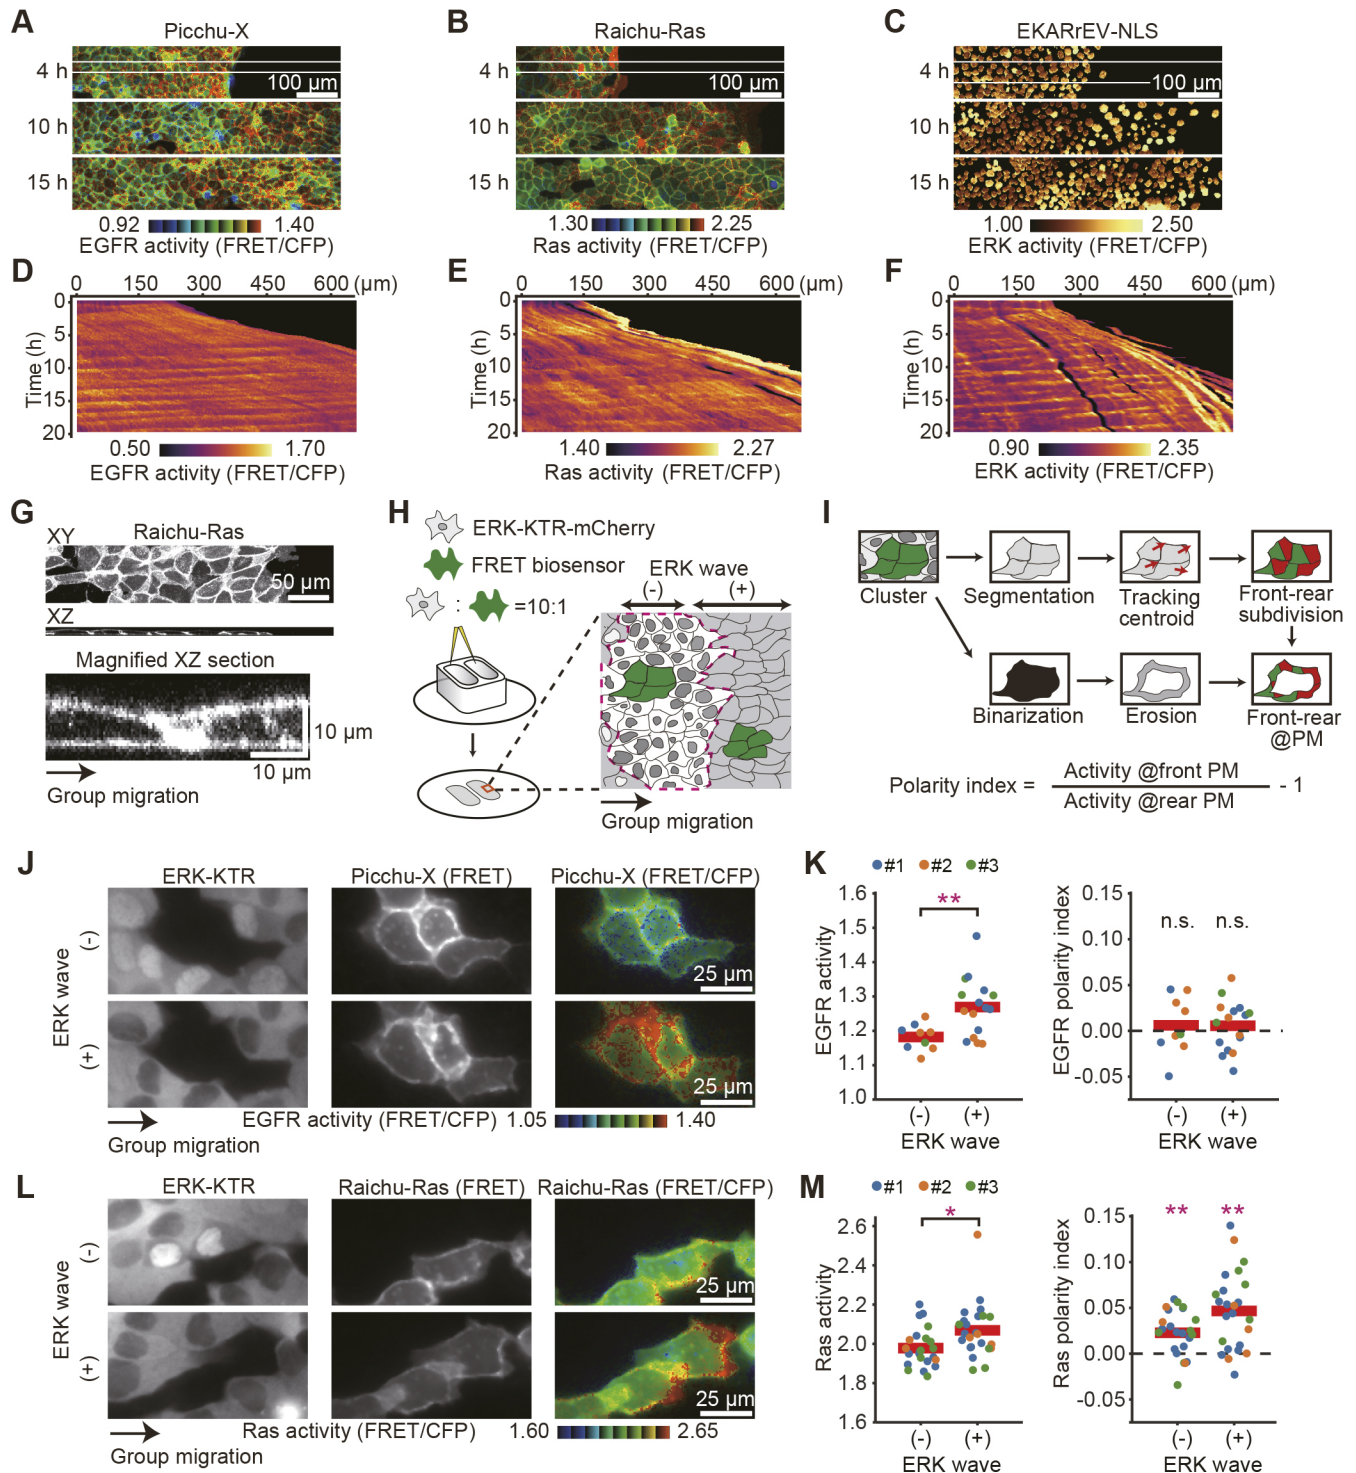 A
Picchu-X
4 h
100 µm
10 h
15 h
0.92
1.40
EGFR activity (FRET/CFP)
B
Raichu-Ras
4 h
100 µm
10 h
15 h
1.30
2.25
Ras activity (FRET/CFP)
C
EKARrEV-NLS
4 h
100 µm
10 h
15 h
1.00
2.50
ERK activity (FRET/CFP)
D
0 150 300 450 600 (µm)
0
5
10
15
20
Time (h)
0.50
1.70
EGFR activity (FRET/CFP)
E
0 150 300 450 600 (µm)
0
5
10
15
20
Time (h)
1.40
2.27
Ras activity (FRET/CFP)
F
0 150 300 450 600 (µm)
0
5
10
15
20
Time (h)
0.90
2.35
ERK activity (FRET/CFP)
G
XY
Raichu-Ras
50 µm
XZ
Magnified XZ section
10 µm
10 µm
Group migration
H
ERK-KTR-mCherry
FRET biosensor
: =10:1
ERK wave
(-) (+)
Group migration
I
Cluster
Segmentation
Tracking
centroid
Front-rear
subdivision
Binarization
Erosion
Front-rear
@PM
Polarity index =
Activity @front PM
Activity @rear PM
- 1
J
ERK-KTR
Picchu-X (FRET)
Picchu-X (FRET/CFP)
ERK wave
(-)
25 µm
(+)
25 µm
EGFR activity (FRET/CFP) 1.05
1.40
Group migration
K
#1 #2 #3
1.6
1.5
1.4
1.3
1.2
1.1
1.0
EGFR activity
**
(-) (+)
ERK wave
0.15
0.10
0.05
0.00
-0.05
EGFR polarity index
n.s. n.s.
(-) (+)
ERK wave
L
ERK-KTR
Raichu-Ras (FRET)
Raichu-Ras (FRET/CFP)
ERK wave
(-)
25 µm
(+)
25 µm
Ras activity (FRET/CFP)
1.60
2.65
Group migration
M
#1 #2 #3
2.6
2.4
2.2
2.0
1.8
1.6
Ras activity
*
(-) (+)
ERK wave
0.15
0.10
0.05
0.00
-0.05
Ras polarity index
** **
(-) (+)
ERK wave